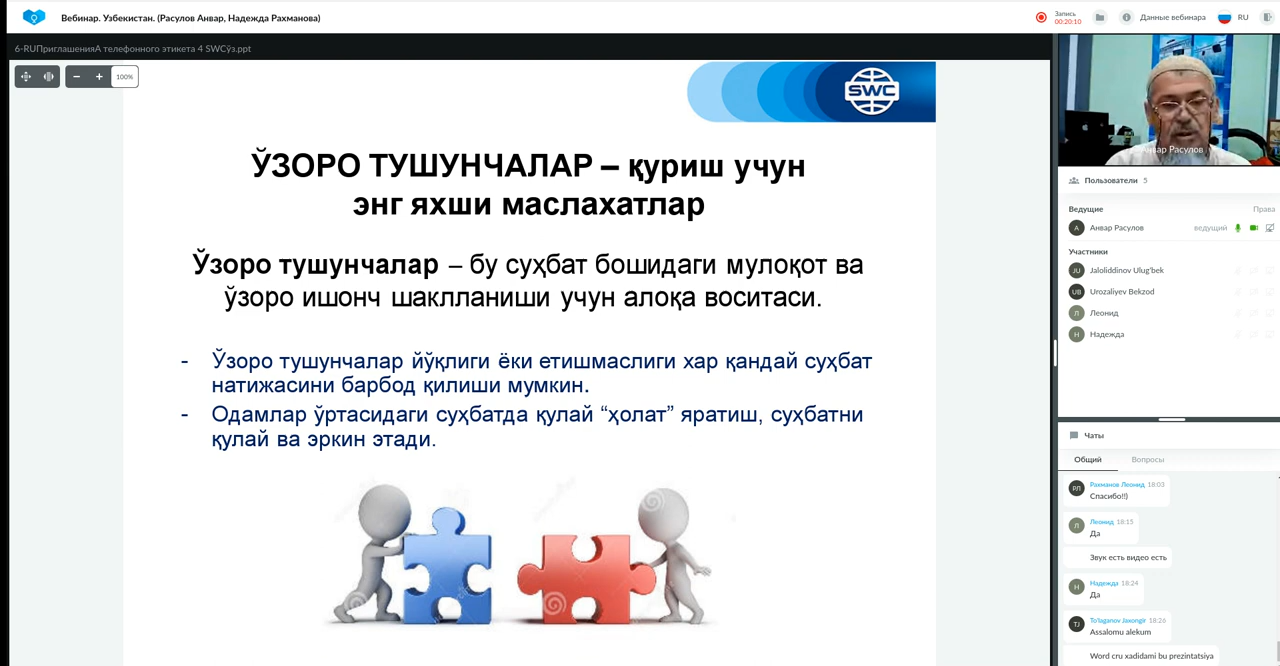 Вебинар. Узбекистан. (Расулов Анвар, Надежда Рахманова)
Запись
00:20:10
Данные вебинара
RU
6-RUПриглашенияА телефонного этикета 4 SWCўз.ppt
100%
SWC
ЎЗОРО ТУШУНЧАЛАР – қуриш учун
энг яхши маслахатлар
Ўзоро тушунчалар – бу суҳбат бошидаги мулоқот ва
ўзоро ишонч шаклланиши учун алоқа воситаси.
- Ўзоро тушунчалар йўқлиги ёки етишмаслиги хар қандай суҳбат
натижасини барбод қилиши мумкин.
- Одамлар ўртасидаги суҳбатда қулай “ҳолат” яратиш, суҳбатни
қулай ва эркин этади.
Анвар Расулов
Пользователи 5
Ведущие Права
А Анвар Расулов ведущий
Участники
JU Jaloliddinov Ulug'bek
UB Urozaliyev Bekzod
Л Леонид
Н Надежда
Чаты
Общий Вопросы
РЛ Рахманов Леонид 18:03
Спасибо!!)
Л Леонид 18:15
Да
Звук есть видео есть
Н Надежда 18:24
Да
TJ To'laganov Jaxongir 18:26
Assalomu alekum
Word cru xadidami bu prezintatsiya